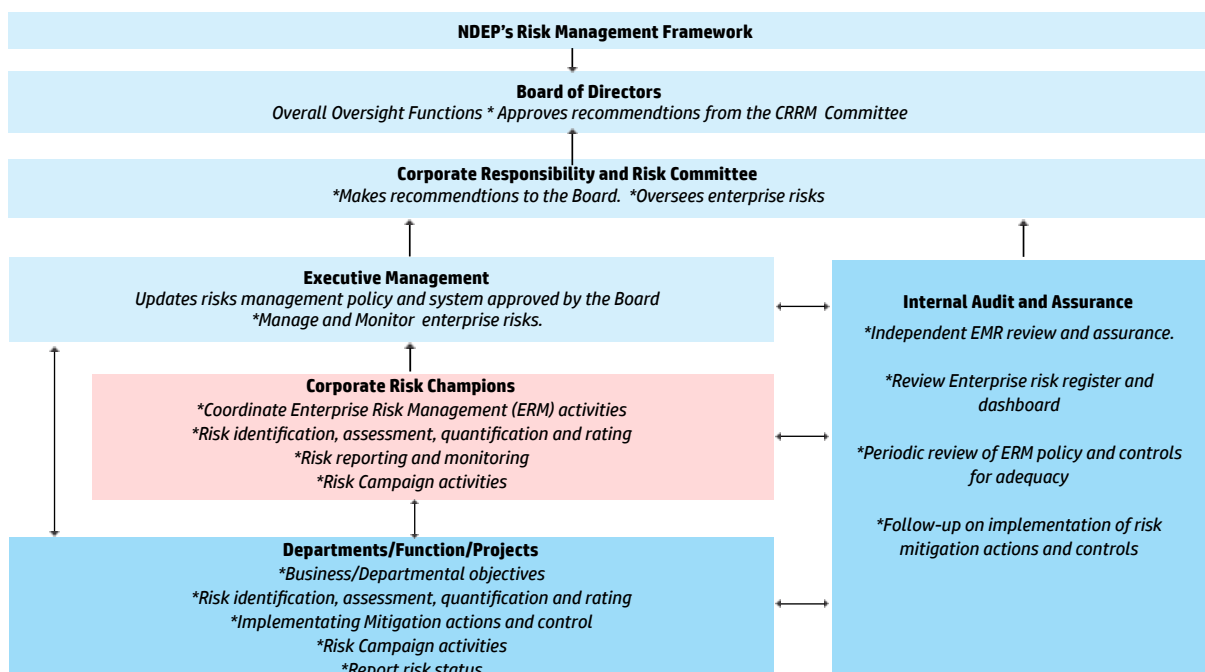 NDEP's Risk Management Framework
Board of Directors
Overall Oversight Functions * Approves recommendtions from the CRRM Committee
Corporate Responsibility and Risk Committee
*Makes recommendtions to the Board. *Oversees enterprise risks
Executive Management
Updates risks management policy and system approved by the Board
*Manage and Monitor enterprise risks.
Corporate Risk Champions
*Coordinate Enterprise Risk Management (ERM) activities
*Risk identification, assessment, quantification and rating
*Risk reporting and monitoring
*Risk Campaign activities
Departments/Function/Projects
*Business/Departmental objectives
*Risk identification, assessment, quantification and rating
*Implementating Mitigation actions and control
*Risk Campaign activities
*Report risk status
Internal Audit and Assurance
*Independent EMR review and assurance.
*Review Enterprise risk register and
dashboard
*Periodic review of ERM policy and controls
for adequacy
*Follow-up on implementation of risk
mitigation actions and controls